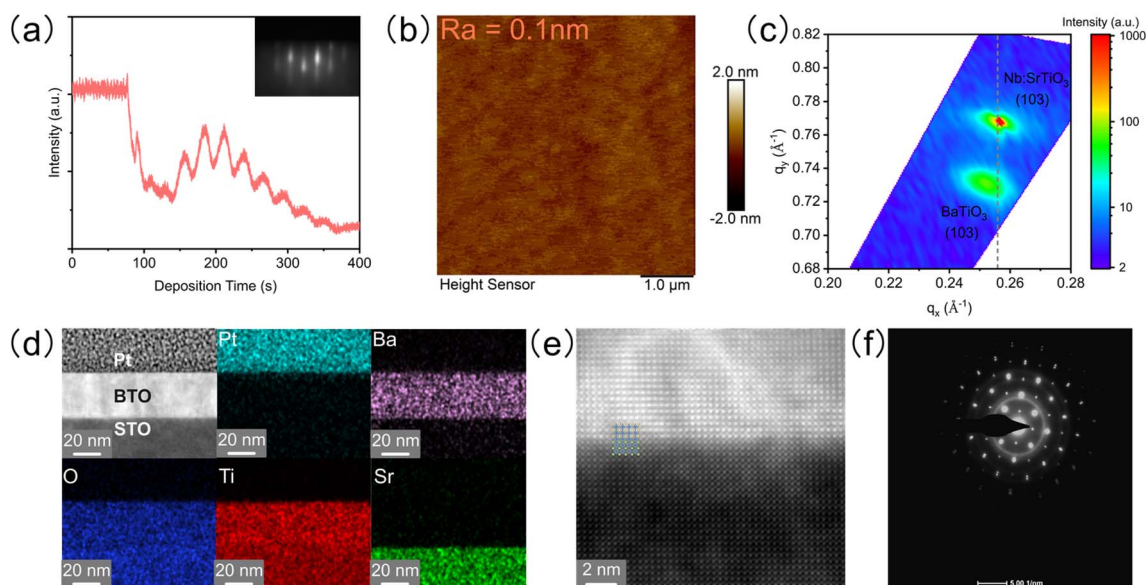 (a)
Intensity (a.u.)
0 100 200 300 400
Deposition Time (s)
(b)
Ra = 0.1nm
2.0 nm
-2.0 nm
Height Sensor
1.0 µm
(c)
Intensity (a.u.)
1000
100
10
2
0.82
0.80
0.76
0.72
0.70
0.68
qy (Å-1)
0.20 0.22 0.24 0.26 0.28
qx (Å-1)
Nb:SrTiO3
(103)
BaTiO3
(103)
(d)
Pt
BTO
STO
20 nm
Pt
20 nm
Ba
20 nm
O
20 nm
Ti
20 nm
Sr
20 nm
(e)
2 nm
(f)
5.00 1/nm